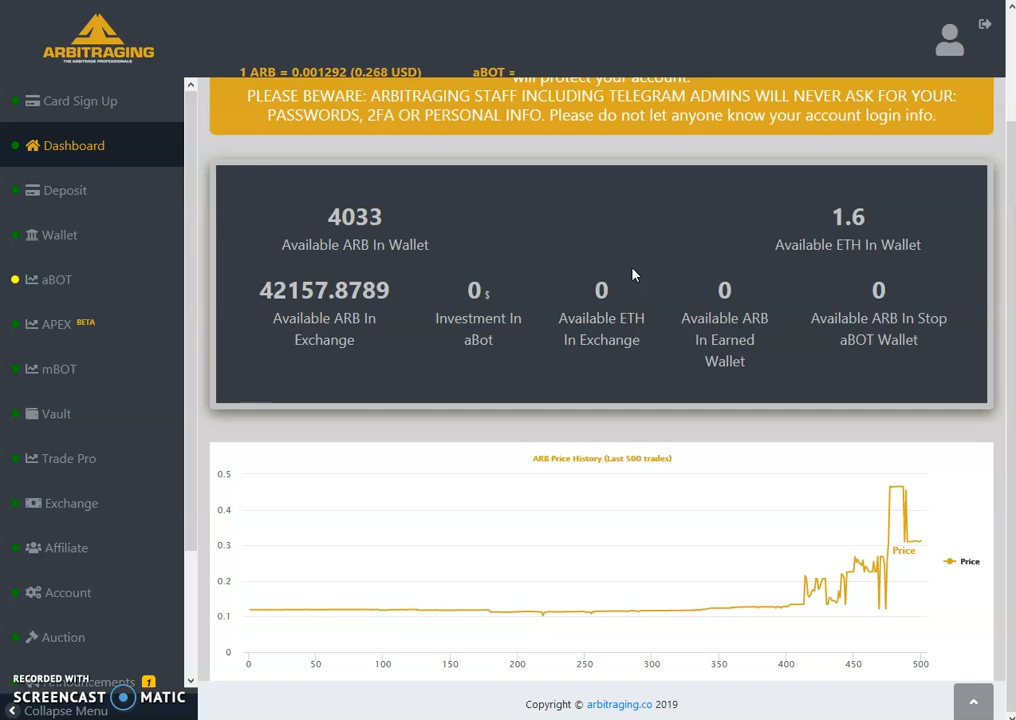 ARBITRAGING
THE ARBITRAGE PROFESSIONALS
1 ARB = 0.001292 (0.268 USD)
aBOT =
will protect your account.
PLEASE BEWARE: ARBITRAGING STAFF INCLUDING TELEGRAM ADMINS WILL NEVER ASK FOR YOUR:
PASSWORDS, 2FA OR PERSONAL INFO. Please do not let anyone know your account login info.
Card Sign Up
Dashboard
Deposit
Wallet
aBOT
APEX BETA
mBOT
Vault
Trade Pro
Exchange
Affiliate
Account
Auction
Announcements 1
Collapse Menu
RECORDED WITH
SCREENCAST MATIC
4033
Available ARB In Wallet
1.6
Available ETH In Wallet
42157.8789
Available ARB In
Exchange
0 $
Investment In
aBot
0
Available ETH
In Exchange
0
Available ARB
In Earned
Wallet
0
Available ARB In Stop
aBOT Wallet
ARB Price History (Last 500 trades)
0.5
0.4
0.3
0.2
0.1
0
0 50 100 150 200 250 300 350 400 450 500
Price
Price
Copyright © arbitraging.co 2019